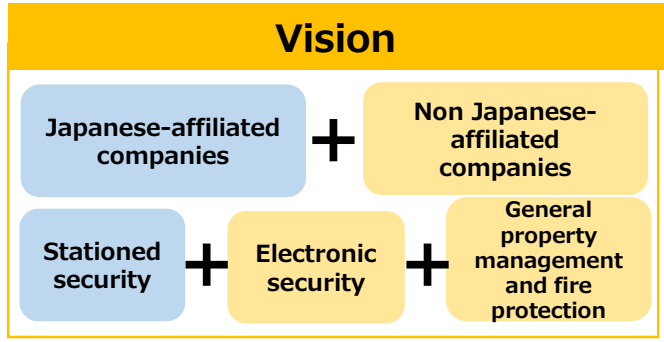 Vision
Japanese-affiliated
companies
+
Non Japanese-
affiliated
companies
Stationed
security
+
Electronic
security
+
General
property
management
and fire
protection